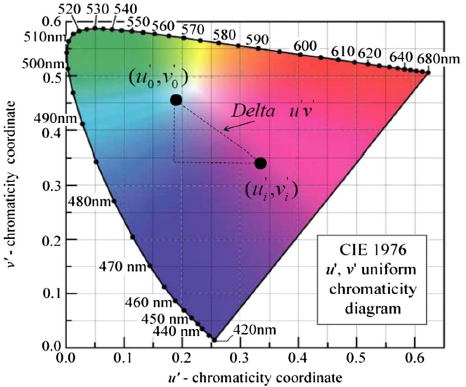 520 530 540
510nm 550 560 570 580 590 600 610 620 640 680nm
500nm
490nm
480nm
470 nm
460 nm
450 nm
440 nm
420nm
(u'0,v'0)
Delta u'v'
(u'i,v'i)
CIE 1976
u', v' uniform
chromaticity
diagram
v' - chromaticity coordinate
0.6
0.5
0.4
0.3
0.2
0.1
0.0
0.0 0.1 0.2 0.3 0.4 0.5 0.6
u' - chromaticity coordinate